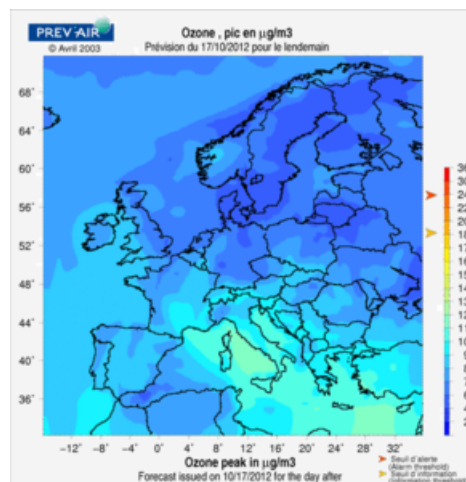 PREV'AIR
© Avril 2003
Ozone , pic en µg/m3
Prévision du 17/10/2012 pour le lendemain
68°
64°
60°
56°
52°
48°
44°
40°
36°
−12° −8° −4° 0° 4° 8° 12° 16° 20° 24° 28° 32°
Ozone peak in µg/m3
Forecast issued on 10/17/2012 for the day after
Seuil d'alerte
(Alarm threshold)
Seuil d'information